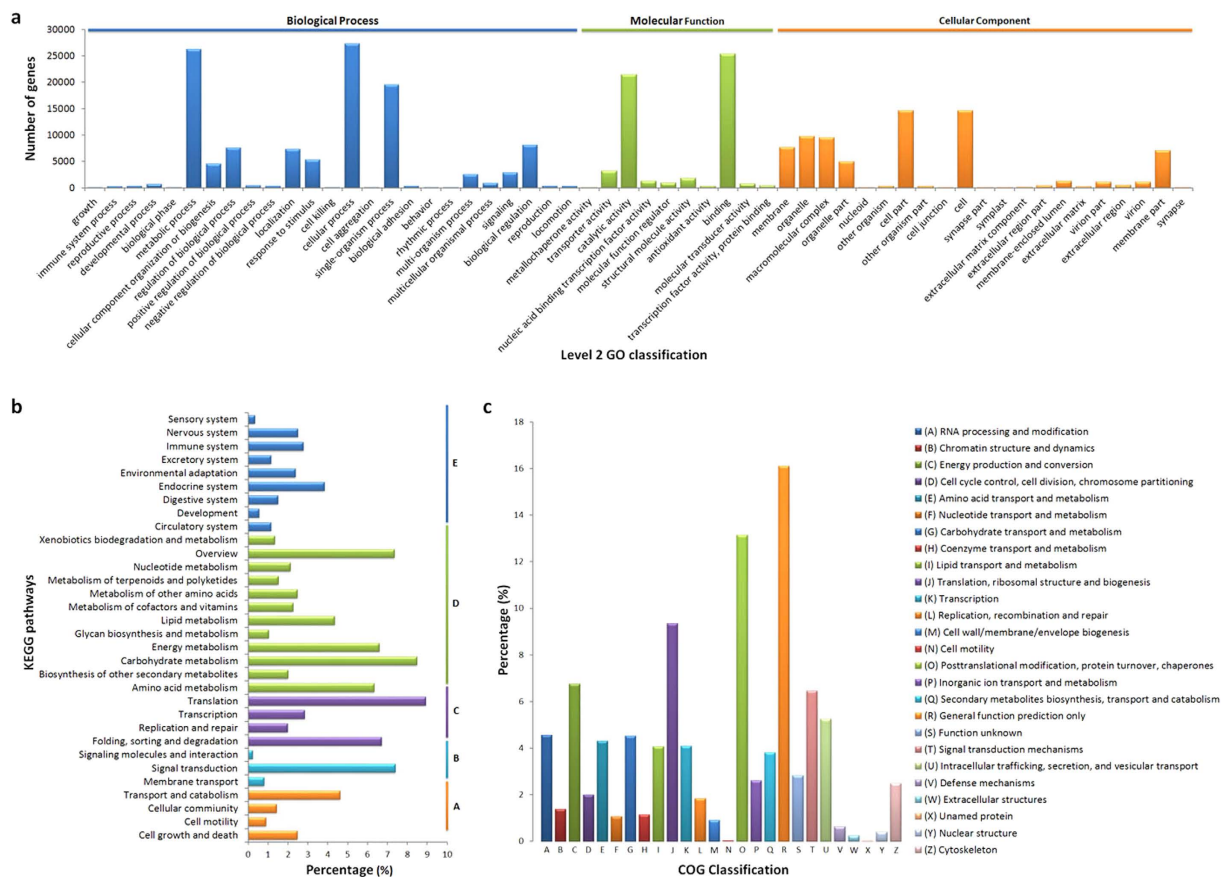 a
Biological Process
Molecular Function
Cellular Component
Number of genes
30000
25000
20000
15000
10000
5000
0
growth
immune system process
reproductive process
developmental process
biological phase
metabolic process
cellular component organization of biogenesis
regulation of biological process
positive regulation of biological process
negative regulation of biological process
localization
response to stimulus
cell killing
cellular process
cell aggregation
single-organism process
biological adhesion
behavior
rhythmic process
multi-organism process
multicellular organismal process
signaling
biological regulation
reproduction
locomotion
metallochaperone activity
transporter activity
catalytic activity
nucleic acid binding transcription factor activity
molecular function regulator
structural molecule activity
antioxidant activity
binding
molecular transducer activity
transcription factor activity, protein binding
membrane
organelle
macromolecular complex
organelle part
nucleoid
other organism
cell part
other organism part
cell junction
cell
synapse part
symplast
extracellular matrix component
extracellular region part
membrane-enclosed lumen
extracellular matrix
virion part
extracellular region
virion
membrane part
synapse
Level 2 GO classification
b
KEGG pathways
Sensory system
Nervous system
Immune system
Excretory system
Environmental adaptation
Endocrine system
Digestive system
Development
Circulatory system
Xenobiotics biodegradation and metabolism
Overview
Nucleotide metabolism
Metabolism of terpenoids and polyketides
Metabolism of other amino acids
Metabolism of cofactors and vitamins
Lipid metabolism
Glycan biosynthesis and metabolism
Energy metabolism
Carbohydrate metabolism
Biosynthesis of other secondary metabolites
Amino acid metabolism
Translation
Transcription
Replication and repair
Folding, sorting and degradation
Signaling molecules and interaction
Signal transduction
Membrane transport
Transport and catabolism
Cellular commiunity
Cell motility
Cell growth and death
E
D
C
B
A
0 1 2 3 4 5 6 7 8 9 10
Percentage (%)
c
Percentage (%)
18
16
14
12
10
8
6
4
2
0
A B C D E F G H I J K L M N O P Q R S T U V W X Y Z
COG Classification
(A) RNA processing and modification
(B) Chromatin structure and dynamics
(C) Energy production and conversion
(D) Cell cycle control, cell division, chromosome partitioning
(E) Amino acid transport and metabolism
(F) Nucleotide transport and metabolism
(G) Carbohydrate transport and metabolism
(H) Coenzyme transport and metabolism
(I) Lipid transport and metabolism
(J) Translation, ribosomal structure and biogenesis
(K) Transcription
(L) Replication, recombination and repair
(M) Cell wall/membrane/envelope biogenesis
(N) Cell motility
(O) Posttranslational modification, protein turnover, chaperones
(P) Inorganic ion transport and metabolism
(Q) Secondary metabolites biosynthesis, transport and catabolism
(R) General function prediction only
(S) Function unknown
(T) Signal transduction mechanisms
(U) Intracellular trafficking, secretion, and vesicular transport
(V) Defense mechanisms
(W) Extracellular structures
(X) Unamed protein
(Y) Nuclear structure
(Z) Cytoskeleton